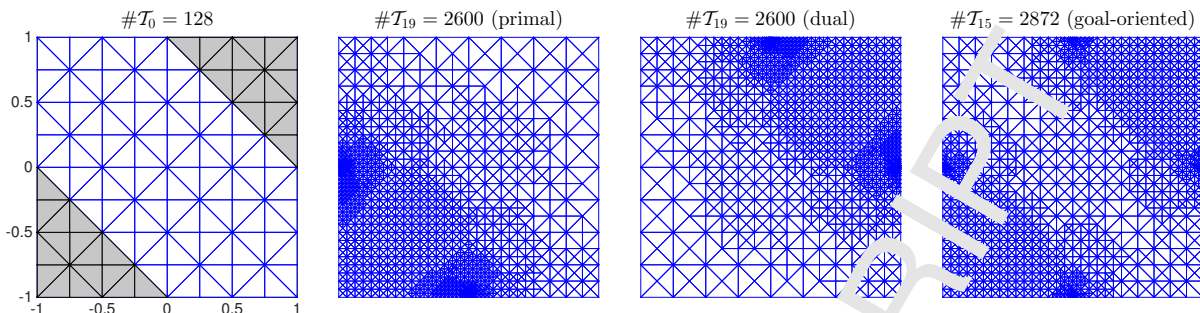 #𝒯₀ = 128
#𝒯₁₉ = 2600 (primal)
#𝒯₁₉ = 2600 (dual)
#𝒯₁₅ = 2872 (goal-oriented)
1
0.5
0
-0.5
-1
-1 -0.5 0 0.5 1
RIPT